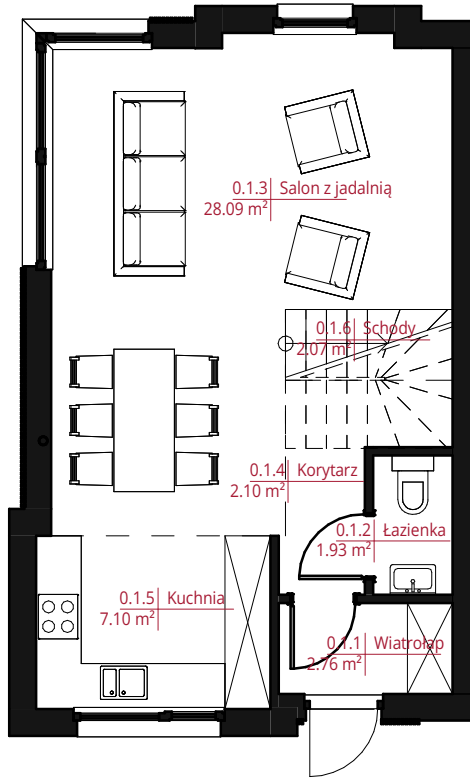 0.1.3 Salon z jadalnią
28.09 m²
0.1.6 Schody
2.07 m²
0.1.4 Korytarz
2.10 m²
0.1.2 Łazienka
1.93 m²
0.1.5 Kuchnia
7.10 m²
0.1.1 Wiatrołap
2.76 m²